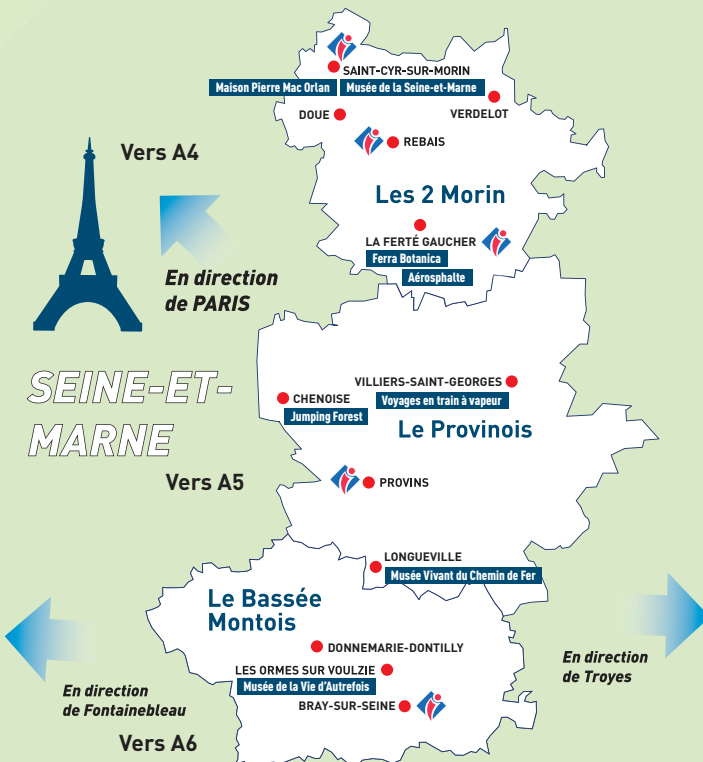 SAINT-CYR-SUR-MORIN
Maison Pierre Mac Orlan
Musée de la Seine-et-Marne
DOUE
VERDELOT
REBAIS
Vers A4
Les 2 Morin
LA FERTÉ GAUCHER
Ferra Botanica
Aérosphalte
En direction
de PARIS
SEINE-ET-
MARNE
VILLIERS-SAINT-GEORGES
Voyages en train à vapeur
CHENOISE
Jumping Forest
Le Provinois
Vers A5
PROVINS
LONGUEVILLE
Musée Vivant du Chemin de Fer
Le Bassée
Montois
DONNEMARIE-DONTILLY
LES ORMES SUR VOULZIE
Musée de la Vie d'Autrefois
BRAY-SUR-SEINE
En direction
de Troyes
En direction
de Fontainebleau
Vers A6